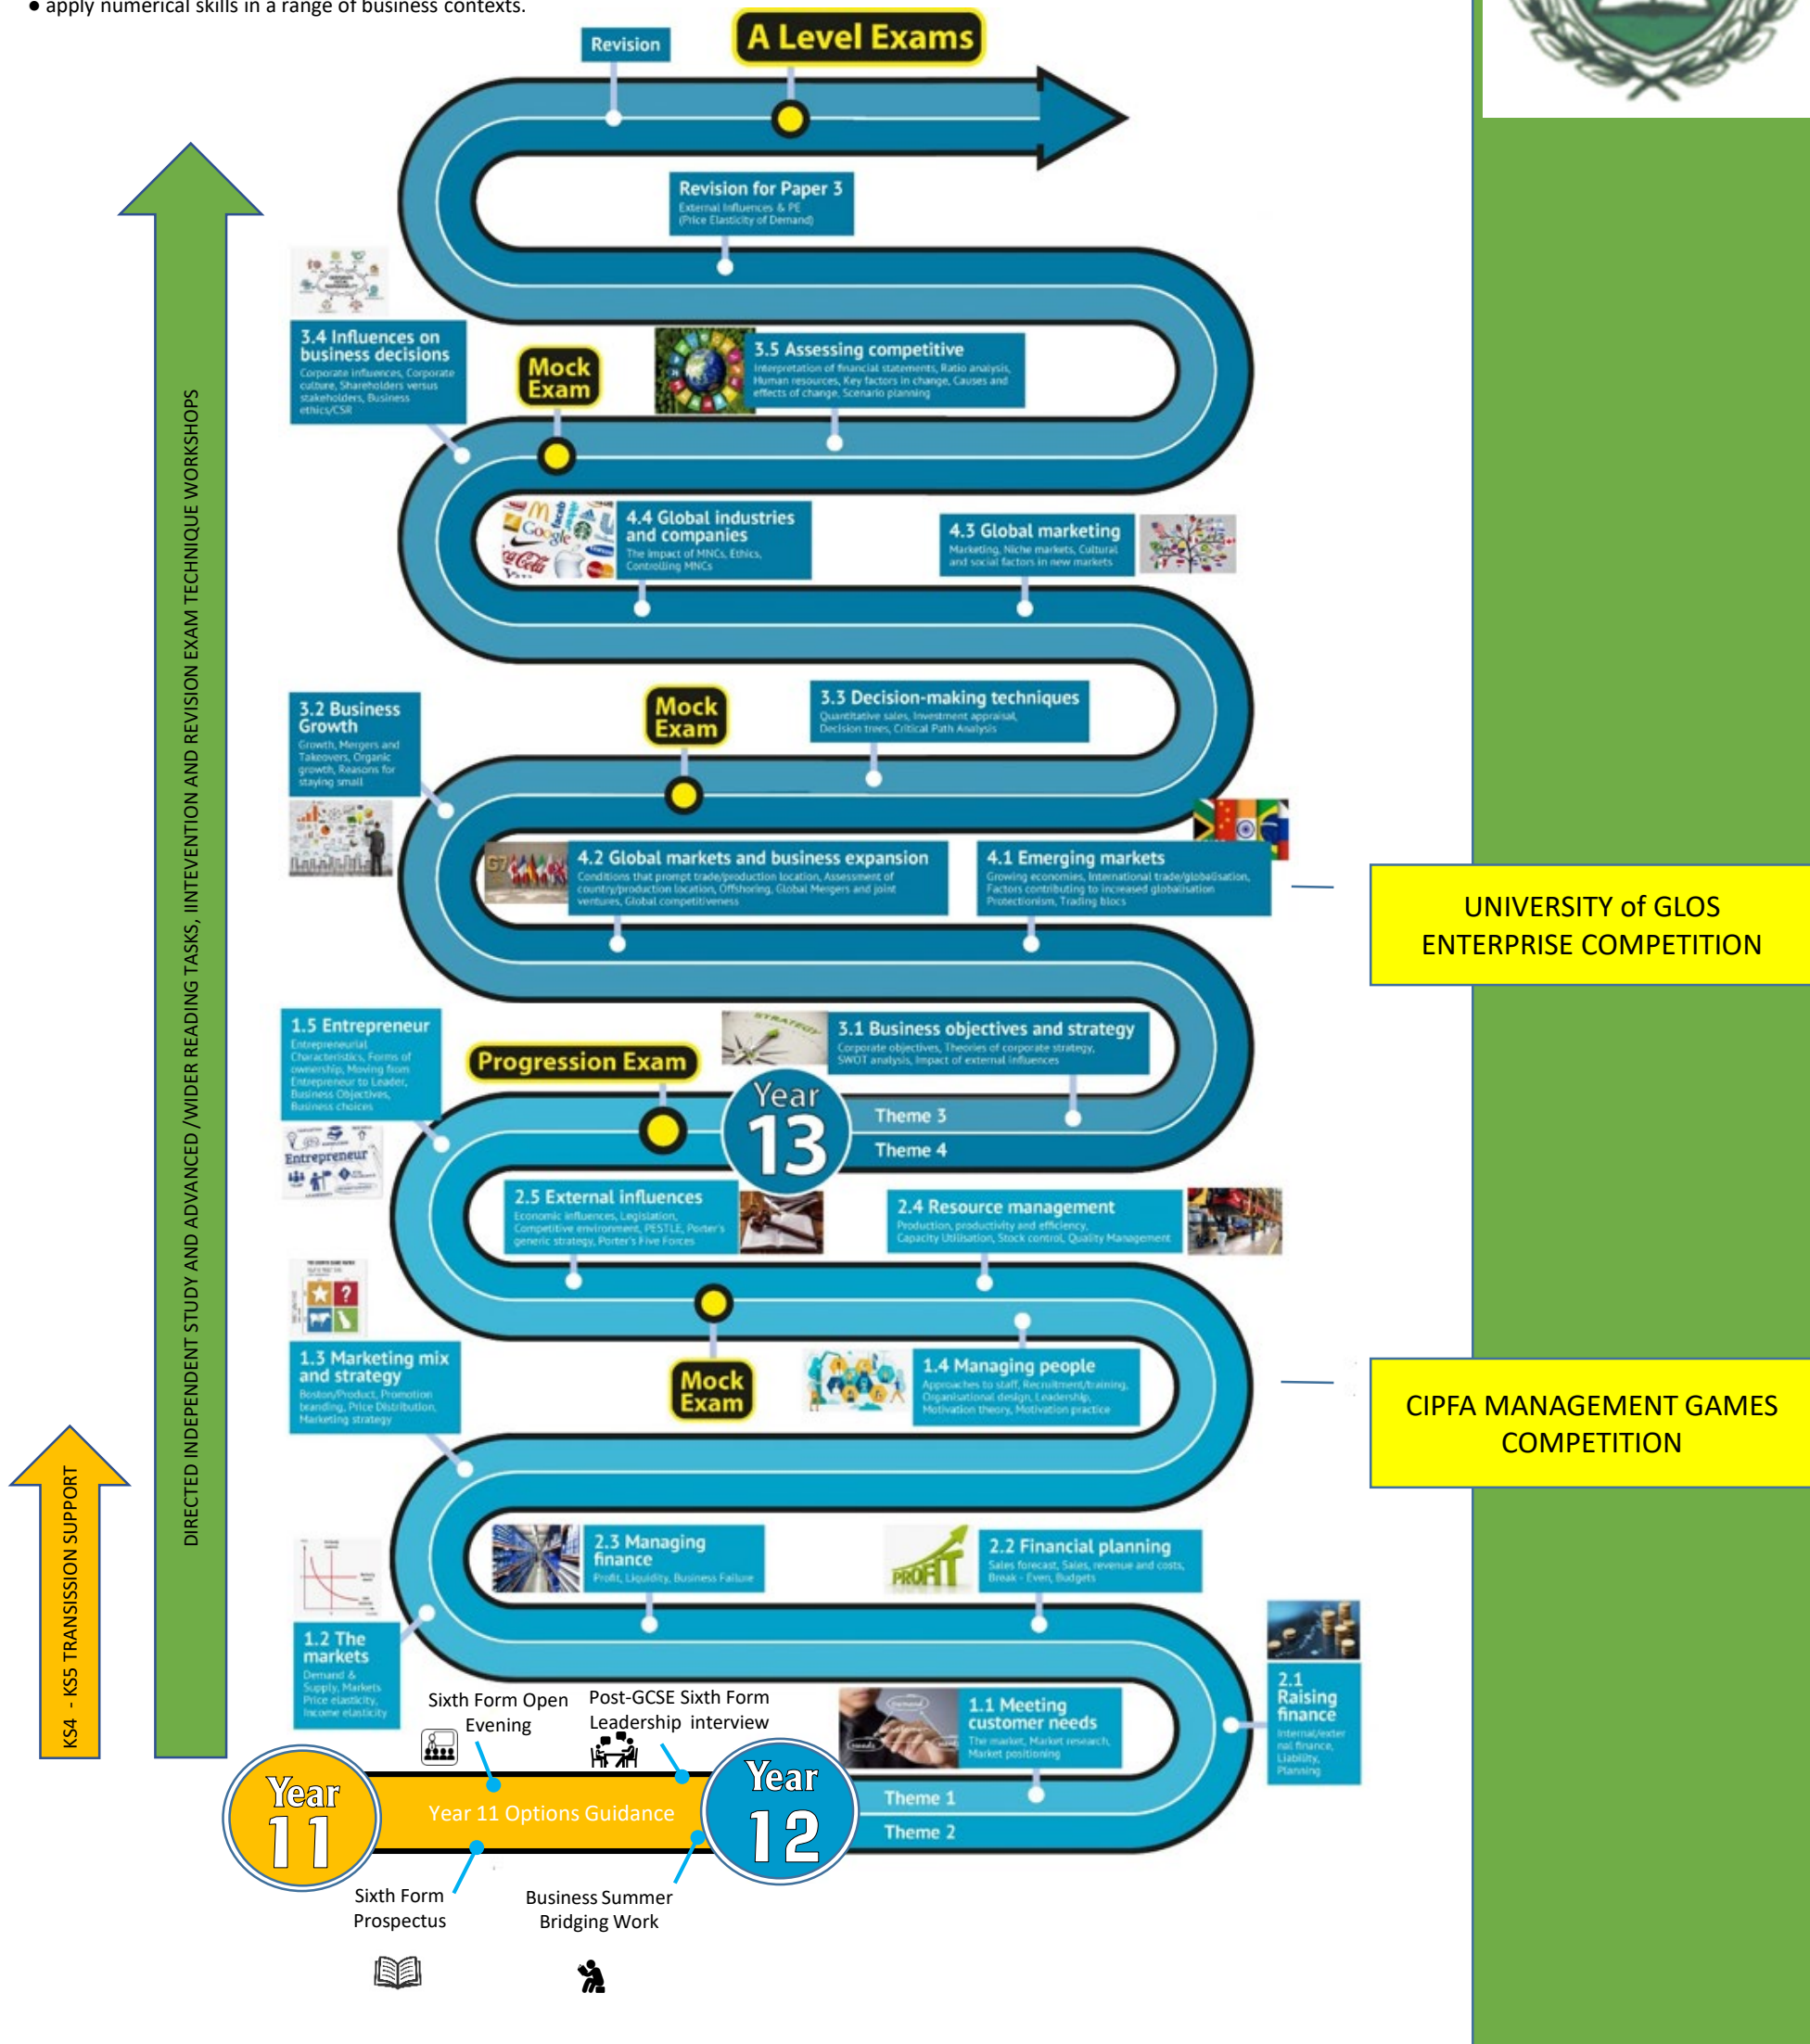 ● apply numerical skills in a range of business contexts.
Revision
A Level Exams
Revision for Paper 3
External Influences & PE
(Price Elasticity of Demand)
3.4 Influences on
business decisions
Corporate influences, Corporate
culture, Shareholders versus
stakeholders, Business
ethics/CSR
Mock
Exam
3.5 Assessing competitive
Interpretation of financial statements, Ratio analysis,
Human resources, Key factors in change, Causes and
effects of change, Scenario planning
4.4 Global industries
and companies
The impact of MNCs, Ethics,
Controlling MNCs
4.3 Global marketing
Marketing, Niche markets, Cultural
and social factors in new markets
Google
3.2 Business
Growth
Growth, Mergers and
Takeovers, Organic
growth, Reasons for
staying small
Mock
Exam
3.3 Decision-making techniques
Quantitative sales, Investment appraisal,
Decision trees, Critical Path Analysis
G7
4.2 Global markets and business expansion
Conditions that prompt trade/production location, Assessment of
country/production location, Offshoring, Global Mergers and joint
ventures, Global competitiveness
4.1 Emerging markets
Growing economies, International trade/globalisation,
Factors contributing to increased globalisation
Protectionism, Trading blocs
UNIVERSITY of GLOS
ENTERPRISE COMPETITION
1.5 Entrepreneur
Entrepreneurial
Characteristics, Forms of
ownership, Moving from
Entrepreneur to Leader,
Business Objectives,
Business choices
Entrepreneur
Progression Exam
STRATEGY
3.1 Business objectives and strategy
Corporate objectives, Theories of corporate strategy,
SWOT analysis, Impact of external influences
Year
13
Theme 3
Theme 4
2.5 External influences
Economic influences, Legislation,
Competitive environment, PESTLE, Porter's
generic strategy, Porter's Five Forces
2.4 Resource management
Production, productivity and efficiency,
Capacity Utilisation, Stock control, Quality Management
1.3 Marketing mix
and strategy
Boston/Product, Promotion
branding, Price Distribution,
Marketing strategy
Mock
Exam
1.4 Managing people
Approaches to staff, Recruitment/training,
Organisational design, Leadership,
Motivation theory, Motivation practice
CIPFA MANAGEMENT GAMES
COMPETITION
2.3 Managing
finance
Profit, Liquidity, Business Failure
PROFIT
2.2 Financial planning
Sales forecast, Sales, revenue and costs,
Break - Even, Budgets
1.2 The
markets
Demand &
Supply, Markets
Price elasticity,
Income elasticity
2.1
Raising
finance
Internal/exter
nal finance,
Liability,
Planning
1.1 Meeting
customer needs
The market, Market research,
Market positioning
Sixth Form Open
Evening
Post-GCSE Sixth Form
Leadership interview
Year
11
Year 11 Options Guidance
Year
12
Theme 1
Theme 2
Sixth Form
Prospectus
Business Summer
Bridging Work
DIRECTED INDEPENDENT STUDY AND ADVANCED /WIDER READING TASKS, IINTEVENTION AND REVISION EXAM TECHNIQUE WORKSHOPS
KS4 - KS5 TRANSISSION SUPPORT